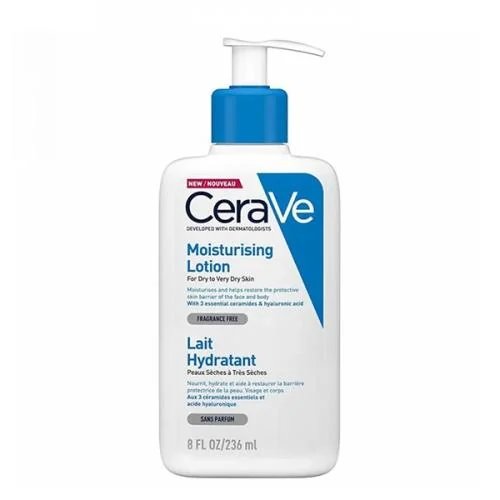 NEW / NOUVEAU
CeraVe
DEVELOPED WITH DERMATOLOGISTS
Moisturising
Lotion
For Dry to Very Dry Skin
Moisturises and helps restore the protective
skin barrier of the face and body
With 3 essential ceramides & hyaluronic acid
FRAGRANCE FREE
Lait
Hydratant
Peaux Sèches à Très Sèches
Nourrit, hydrate et aide à restaurer la barrière
protectrice de la peau. Visage et corps
Aux 3 céramides essentiels et
acide hyaluronique
SANS PARFUM
8 FL OZ/236 ml